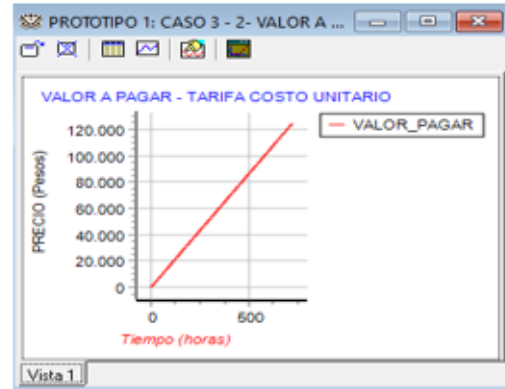 PROTOTIPO 1: CASO 3 - 2- VALOR A ...
VALOR A PAGAR - TARIFA COSTO UNITARIO
VALOR_PAGAR
PRECIO (Pesos)
120.000
100.000
80.000
60.000
40.000
20.000
0
0 500
Tiempo (horas)
Vista 1